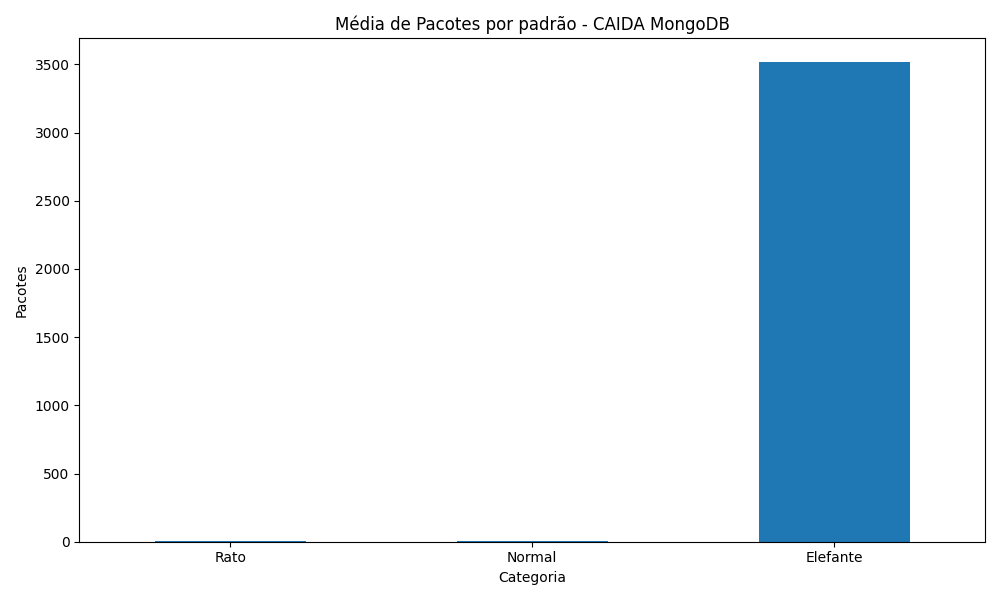 Média de Pacotes por padrão - CAIDA MongoDB
3500
3000
2500
2000
1500
1000
500
0
Pacotes
Rato Normal Elefante
Categoria